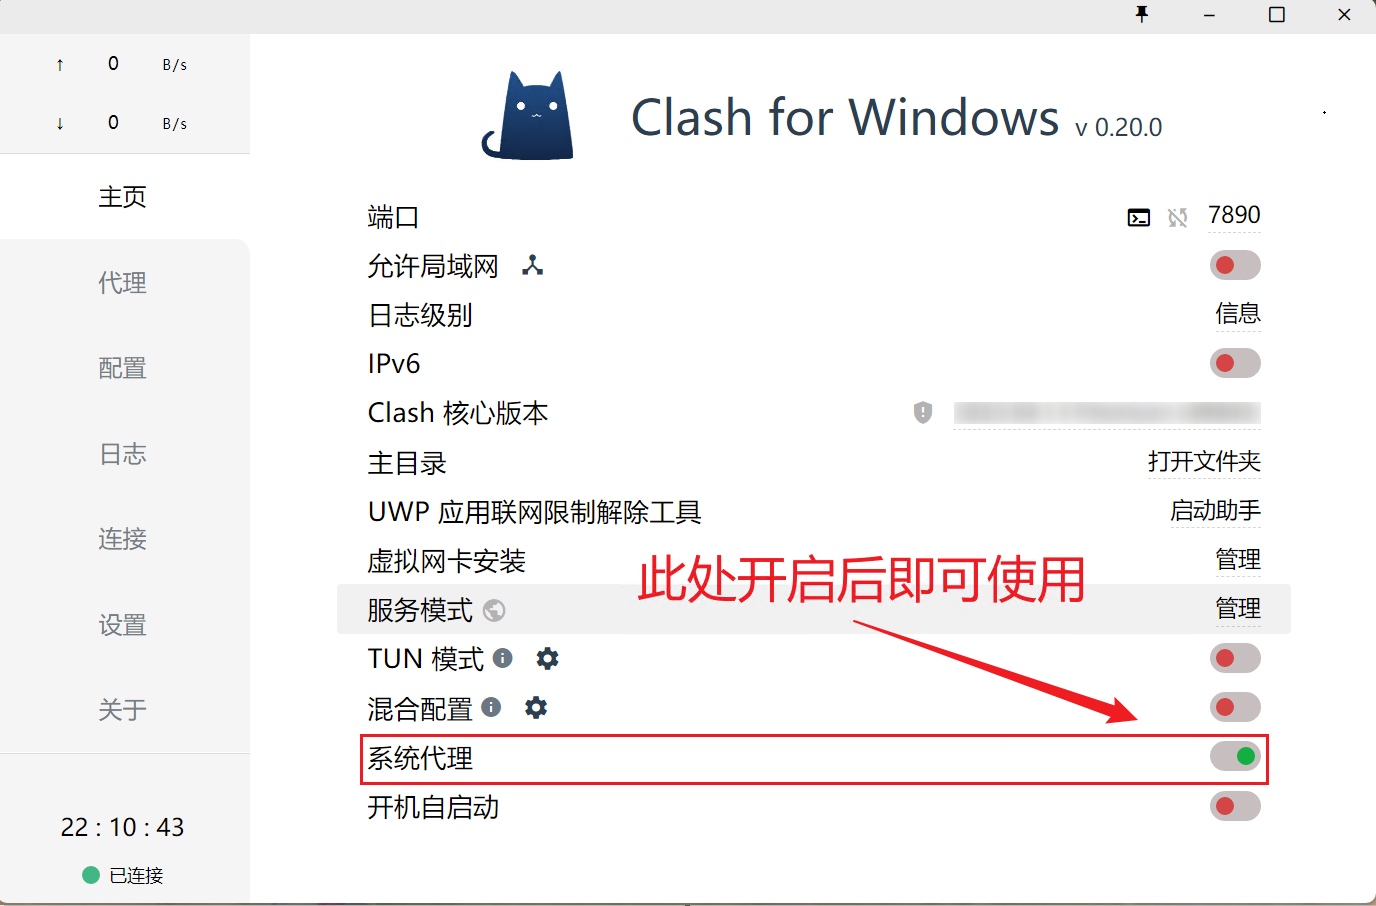 ↑ 0 B/s
↓ 0 B/s
主页
代理
配置
日志
连接
设置
关于
22 : 10 : 43
已连接
Clash for Windows v 0.20.0
端口 7890
允许局域网
日志级别 信息
IPv6
Clash 核心版本
主目录 打开文件夹
UWP 应用联网限制解除工具 启动助手
虚拟网卡安装 管理
此处开启后即可使用
服务模式 管理
TUN 模式
混合配置
系统代理
开机自启动